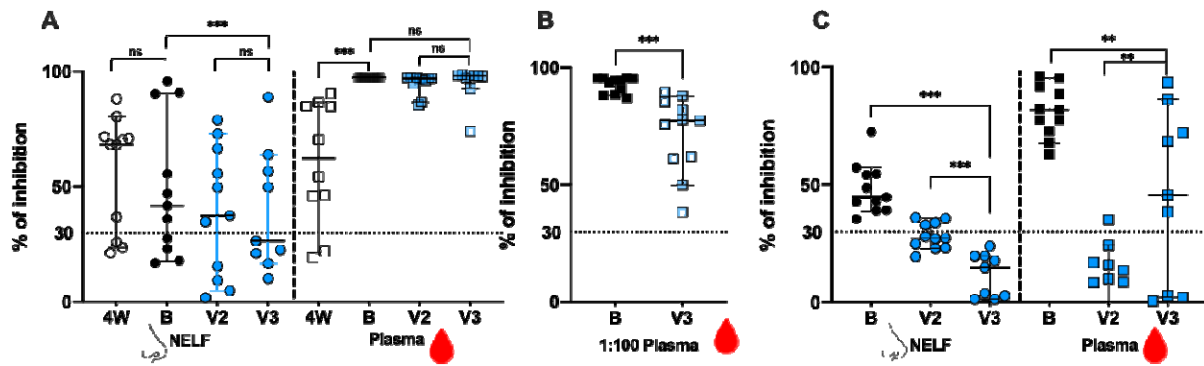 A
% of inhibition
100
50
30
0
ns
***
ns
***
ns
ns
4W B V2 V3 4W B V2 V3
NELF Plasma
B
% of inhibition
100
50
30
0
***
B V3
1:100 Plasma
C
% of inhibition
100
50
30
0
***
***
**
**
B V2 V3 B V2 V3
NELF Plasma